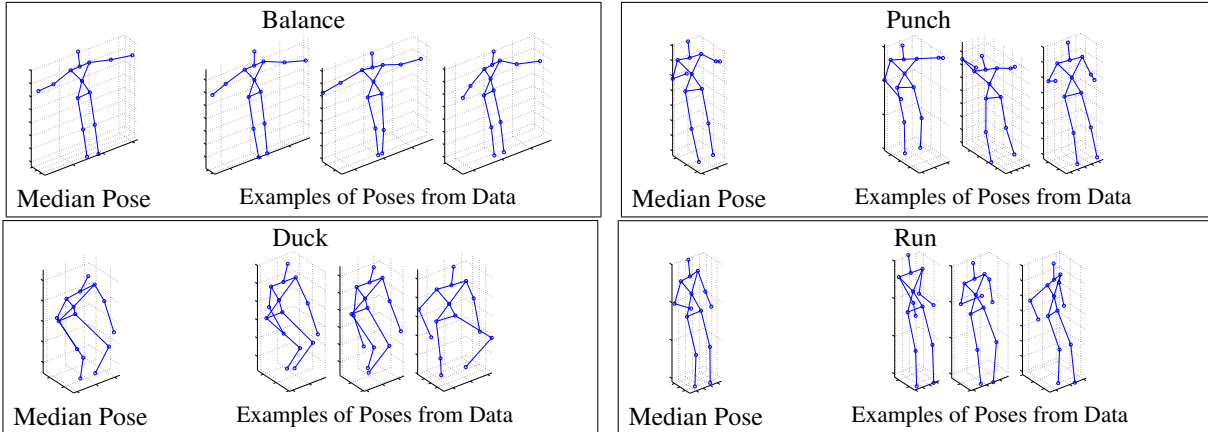 Balance
Median Pose
Examples of Poses from Data
Punch
Median Pose
Examples of Poses from Data
Duck
Median Pose
Examples of Poses from Data
Run
Median Pose
Examples of Poses from Data